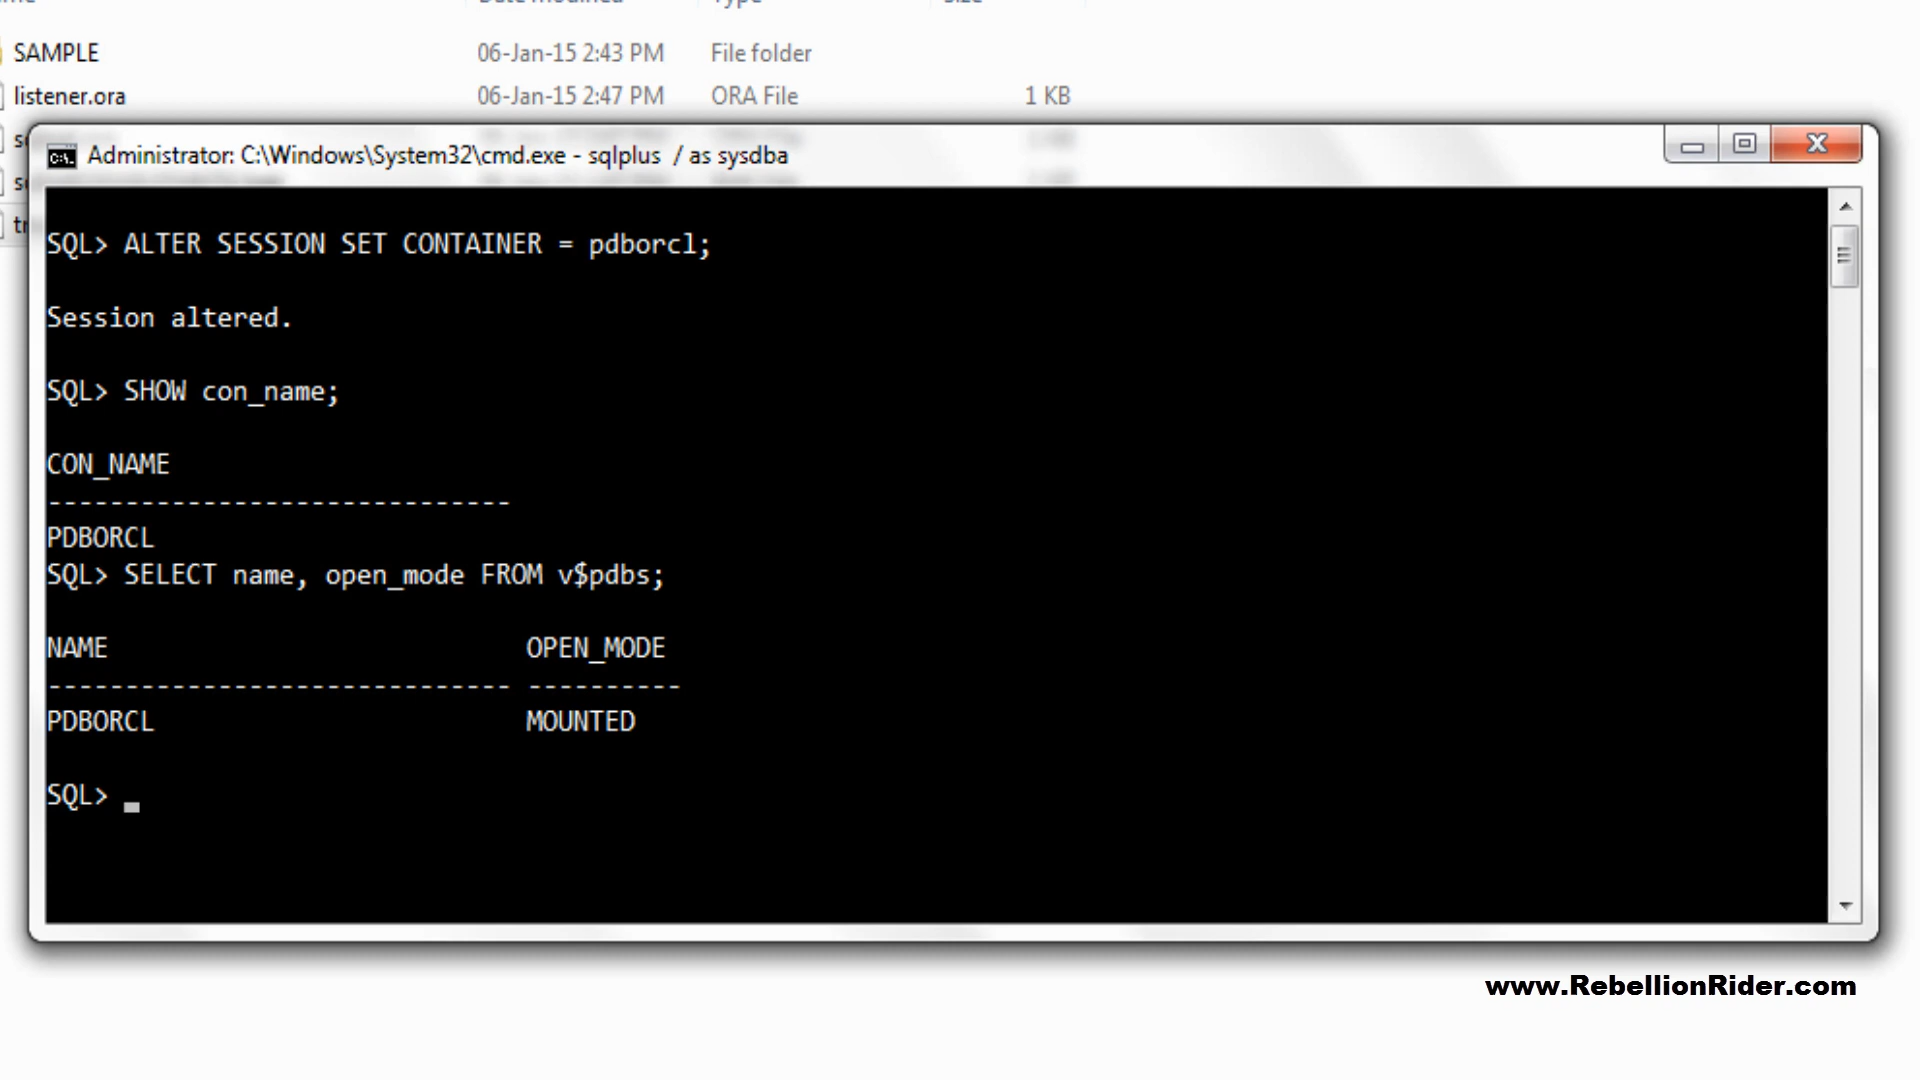 SAMPLE 06-Jan-15 2:43 PM File folder
listener.ora 06-Jan-15 2:47 PM ORA File 1 KB
Administrator: C:\Windows\System32\cmd.exe - sqlplus / as sysdba
SQL> ALTER SESSION SET CONTAINER = pdborcl;
Session altered.
SQL> SHOW con_name;
CON_NAME
------------------------------
PDBORCL
SQL> SELECT name, open_mode FROM v$pdbs;
NAME OPEN_MODE
------------------------------ ----------
PDBORCL MOUNTED
SQL>
www.RebellionRider.com